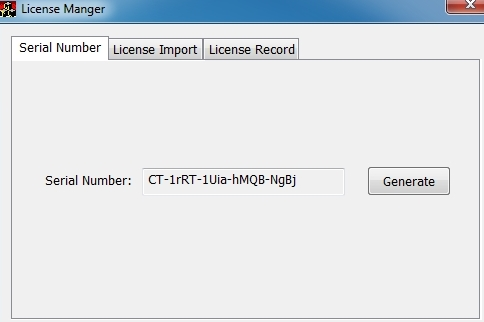 License Manger
Serial Number
License Import
License Record
Serial Number: CT-1rRT-1Uia-hMQB-NgBj
Generate